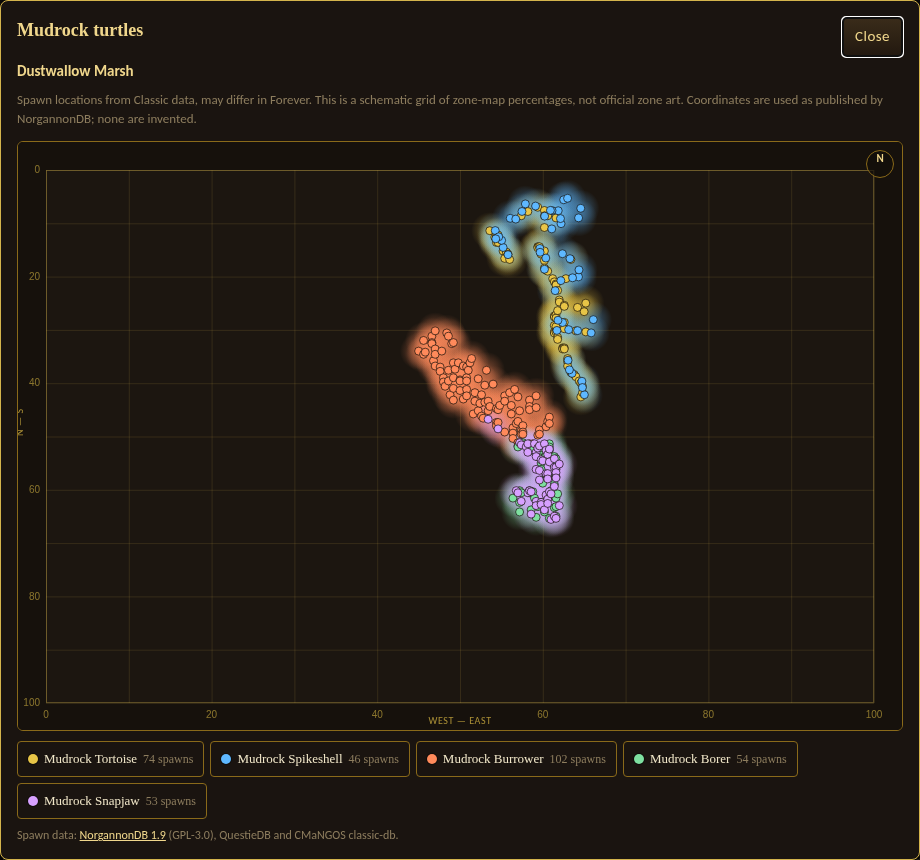 Mudrock turtles
Close
Dustwallow Marsh
Spawn locations from Classic data, may differ in Forever. This is a schematic grid of zone-map percentages, not official zone art. Coordinates are used as published by
NorgannonDB; none are invented.
N
0
20
40
N — S
60
80
100
0
20
40
60
80
100
WEST — EAST
Mudrock Tortoise 74 spawns
Mudrock Spikeshell 46 spawns
Mudrock Burrower 102 spawns
Mudrock Borer 54 spawns
Mudrock Snapjaw 53 spawns
Spawn data: NorgannonDB 1.9 (GPL-3.0), QuestieDB and CMaNGOS classic-db.